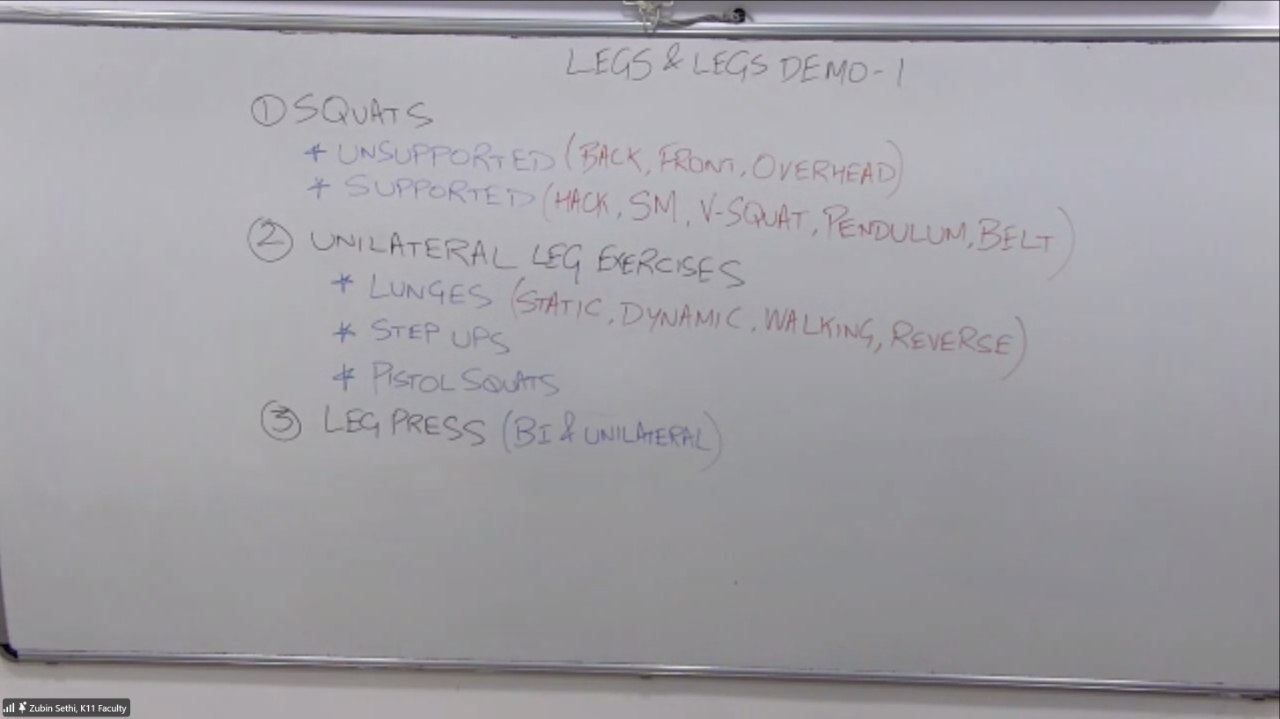 LEGS & LEGS DEMO-1
① SQUATS
* UNSUPPORTED (BACK, FRONT, OVERHEAD)
* SUPPORTED (HACK, SM, V-SQUAT, PENDULUM, BELT)
② UNILATERAL LEG EXERCISES
* LUNGES (STATIC, DYNAMIC, WALKING, REVERSE)
* STEP UPS
* PISTOL SQUATS
③ LEG PRESS (BI & UNILATERAL)
Zubin Sethi, K11 Faculty